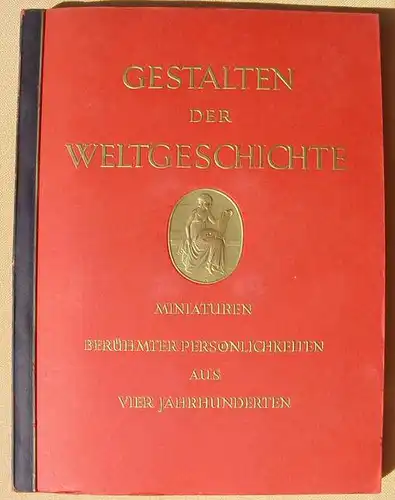 GESTALTEN
DER
WELTGESCHICHTE
MINIATUREN
BERÜHMTER PERSÖNLICHKEITEN
AUS
VIER JAHRHUNDERTEN